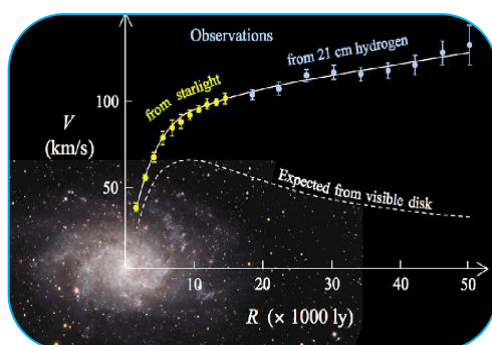 Observations
from 21 cm hydrogen
from starlight
100
V
(km/s)
50
Expected from visible disk
10 20 30 40 50
R (× 1000 ly)